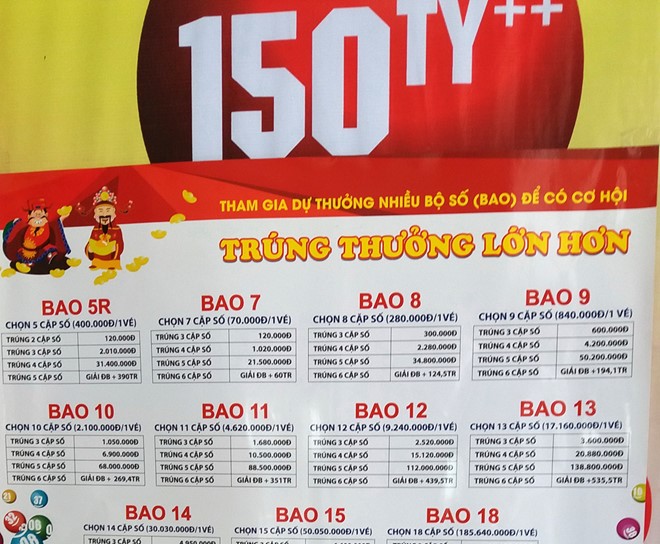 150 TỶ++
THAM GIA DỰ THƯỞNG NHIỀU BỘ SỐ (BAO) ĐỂ CÓ CƠ HỘI
TRÚNG THƯỞNG LỚN HƠN
BAO 5R
CHỌN 5 CẶP SỐ (400.000Đ/1VÉ)
TRÚNG 2 CẶP SỐ 120.000Đ
TRÚNG 3 CẶP SỐ 2.010.000Đ
TRÚNG 4 CẶP SỐ 31.400.000Đ
TRÚNG 5 CẶP SỐ GIẢI ĐB + 390TR
BAO 7
CHỌN 7 CẶP SỐ (70.000Đ/1VÉ)
TRÚNG 3 CẶP SỐ 120.000Đ
TRÚNG 4 CẶP SỐ 1.020.000Đ
TRÚNG 5 CẶP SỐ 21.500.000Đ
TRÚNG 6 CẶP SỐ GIẢI ĐB + 60TR
BAO 8
CHỌN 8 CẶP SỐ (280.000Đ/1VÉ)
TRÚNG 3 CẶP SỐ 300.000Đ
TRÚNG 4 CẶP SỐ 2.280.000Đ
TRÚNG 5 CẶP SỐ 34.800.000Đ
TRÚNG 6 CẶP SỐ GIẢI ĐB + 124,5TR
BAO 9
CHỌN 9 CẶP SỐ (840.000Đ/1 VÉ)
TRÚNG 3 CẶP SỐ 600.000Đ
TRÚNG 4 CẶP SỐ 4.200.000Đ
TRÚNG 5 CẶP SỐ 50.200.000Đ
TRÚNG 6 CẶP SỐ GIẢI ĐB +194,1TR
BAO 10
CHỌN 10 CẶP SỐ (2.100.000Đ/1VÉ)
TRÚNG 3 CẶP SỐ 1.050.000Đ
TRÚNG 4 CẶP SỐ 6.900.000Đ
TRÚNG 5 CẶP SỐ 68.000.000Đ
TRÚNG 6 CẶP SỐ GIẢI ĐB + 269,4TR
BAO 11
CHỌN 11 CẶP SỐ (4.620.000Đ/1VÉ)
TRÚNG 3 CẶP SỐ 1.680.000Đ
TRÚNG 4 CẶP SỐ 10.500.000Đ
TRÚNG 5 CẶP SỐ 88.500.000Đ
TRÚNG 6 CẶP SỐ GIẢI ĐB + 351TR
BAO 12
CHỌN 12 CẶP SỐ (9.240.000Đ/1VÉ)
TRÚNG 3 CẶP SỐ 2.520.000Đ
TRÚNG 4 CẶP SỐ 15.120.000Đ
TRÚNG 5 CẶP SỐ 112.000.000Đ
TRÚNG 6 CẶP SỐ GIẢI ĐB + 439,5TR
BAO 13
CHỌN 13 CẶP SỐ (17.160.000Đ/1VÉ)
TRÚNG 3 CẶP SỐ 3.600.000Đ
TRÚNG 4 CẶP SỐ 20.880.000Đ
TRÚNG 5 CẶP SỐ 138.800.000Đ
TRÚNG 6 CẶP SỐ GIẢI ĐB +535,5TR
BAO 14
CHỌN 14 CẶP SỐ (30.030.000Đ/1VÉ)
BAO 15
CHỌN 15 CẶP SỐ (50.050.000Đ/1VÉ)
BAO 18
CHỌN 18 CẶP SỐ (185.640.000Đ/1VÉ)